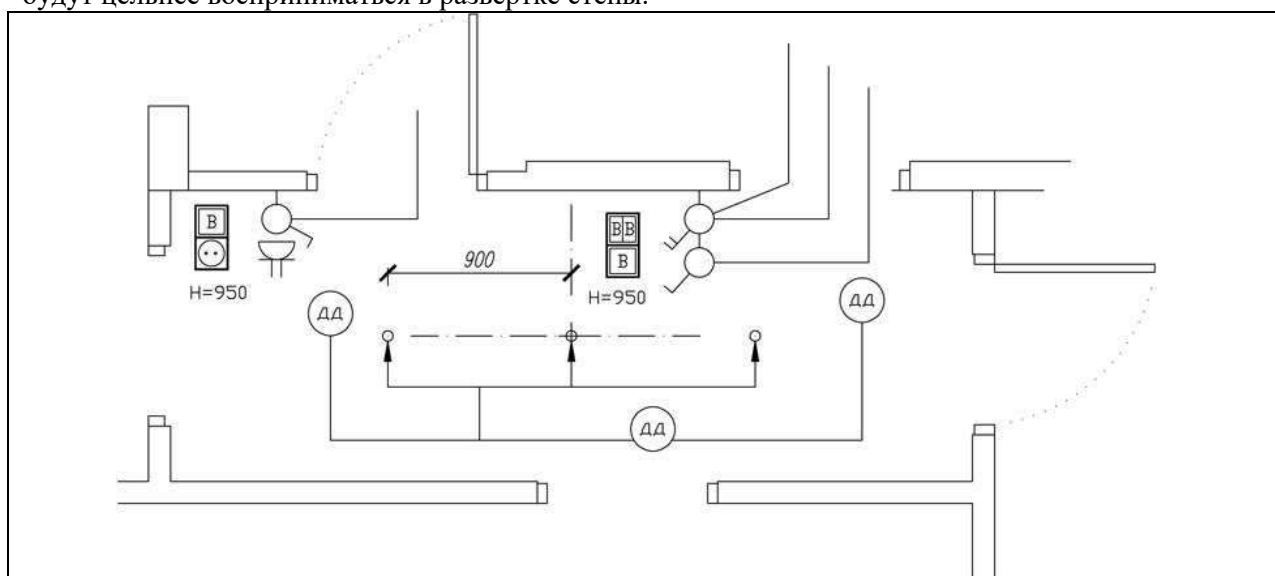 будут цельнее восприниматься в развертке стены.
В
ВВ
В
900
Н=950
Н=950
ДД
ДД
ДД